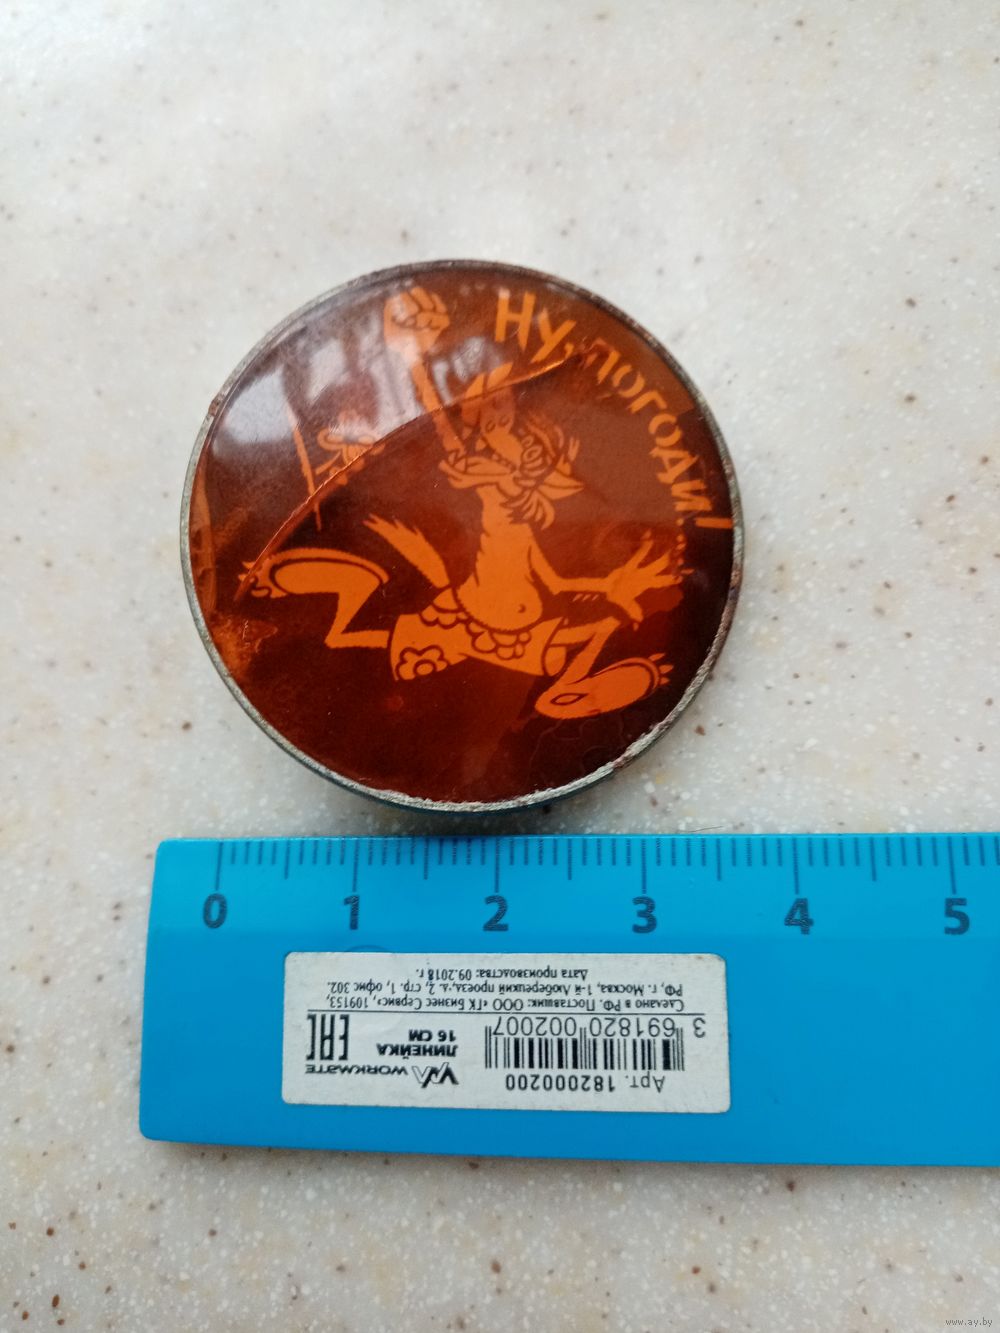 НУ, ПОГОДИ!
0 1 2 3 4 5
Арт. 182000200
3 691820 002007
WORKMATE
ЛИНЕЙКА
16 СМ
EAC
Сделано в РФ. Поставщик: ООО «ГК Бизнес Сервис», 109153,
РФ, г. Москва, 1-й Люберецкий проезд, д. 2, стр. 1, офис 302.
Дата производства: 09.2018 г.
www.ay.by